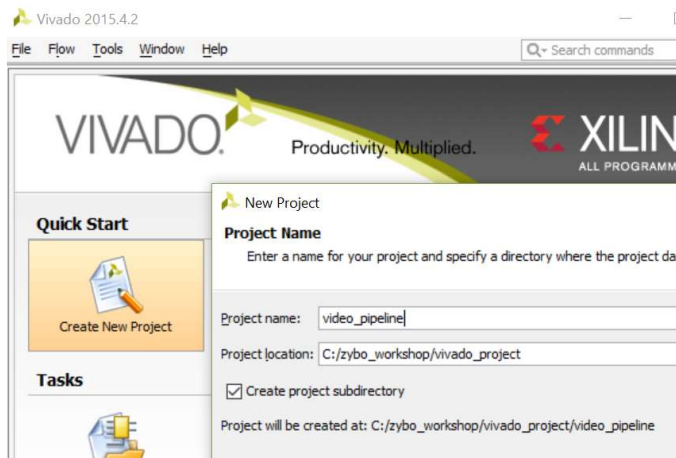 Vivado 2015.4.2
File Flow Tools Window Help
Search commands
VIVADO.
Productivity. Multiplied.
XILIN
ALL PROGRAMM
Quick Start
Create New Project
Tasks
New Project
Project Name
Enter a name for your project and specify a directory where the project da
Project name: video_pipeline
Project location: C:/zybo_workshop/vivado_project
Create project subdirectory
Project will be created at: C:/zybo_workshop/vivado_project/video_pipeline